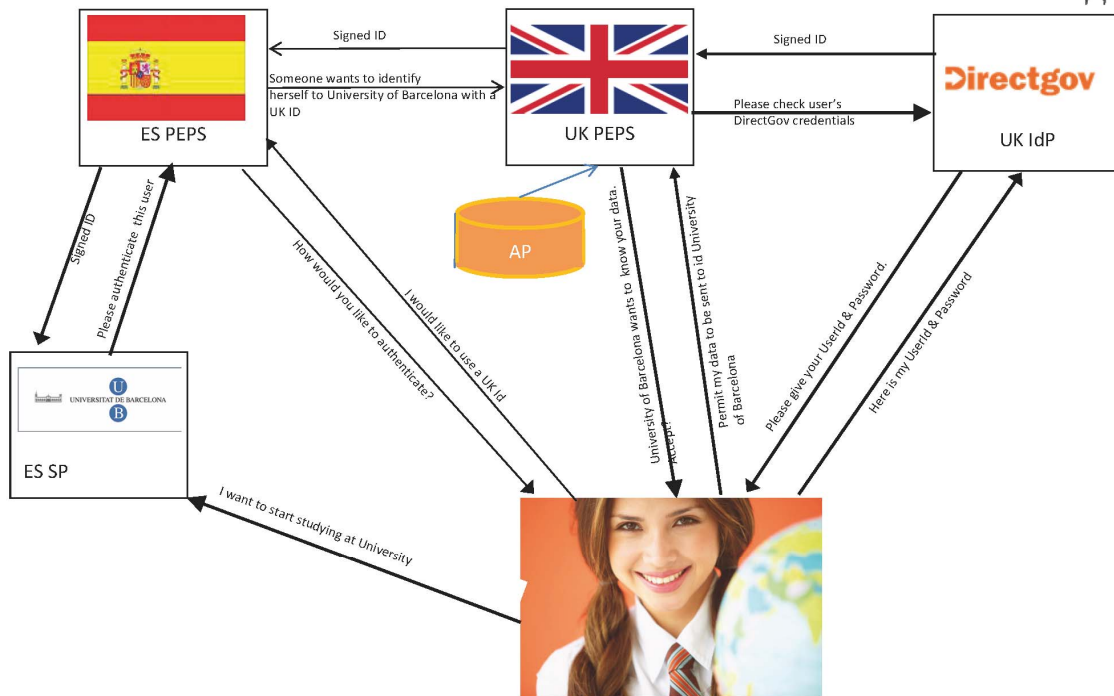 Signed ID
Signed ID
Someone wants to identify
herself to University of Barcelona with a
UK ID
Please check user's
DirectGov credentials
Directgov
ES PEPS
UK PEPS
UK IdP
AP
Signed ID
Please authenticate this user
How would you like to authenticate?
I would like to use a UK Id
University of Barcelona wants to know your data.
Accept?
Permit my data to be sent to id University
of Barcelona
Please give your UserId & Password.
Here is my UserId & Password
U
UNIVERSITAT DE BARCELONA
B
ES SP
I want to start studying at University